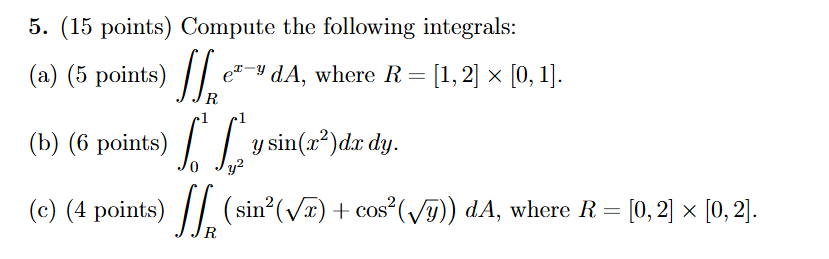 5. (15 points) Compute the following integrals:
(a) (5 points) ∬_R e^{x−y} dA, where R = [1, 2] × [0, 1].
(b) (6 points) ∫_0^1 ∫_{y^2}^1 y sin(x^2)dx dy.
(c) (4 points) ∬_R (sin^2(√x) + cos^2(√y)) dA, where R = [0, 2] × [0, 2].